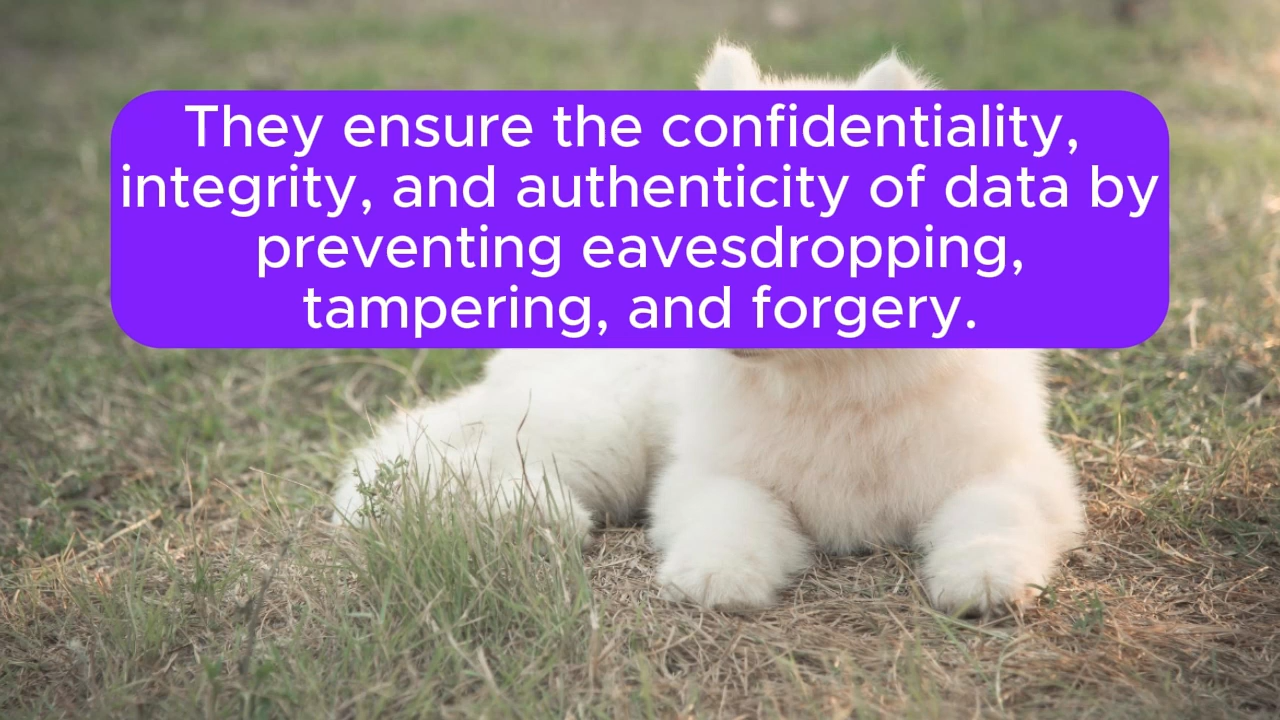 They ensure the confidentiality,
integrity, and authenticity of data by
preventing eavesdropping,
tampering, and forgery.